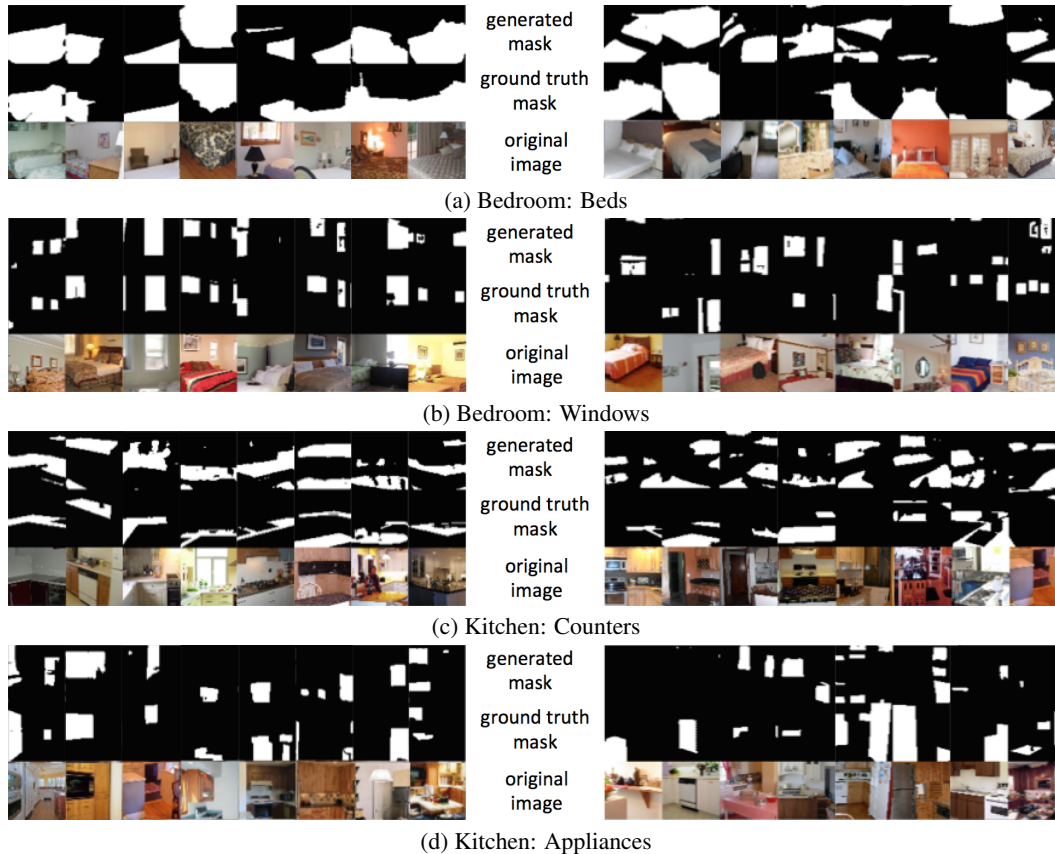 generated
mask
ground truth
mask
original
image
(a) Bedroom: Beds
generated
mask
ground truth
mask
original
image
(b) Bedroom: Windows
generated
mask
ground truth
mask
original
image
(c) Kitchen: Counters
generated
mask
ground truth
mask
original
image
(d) Kitchen: Appliances